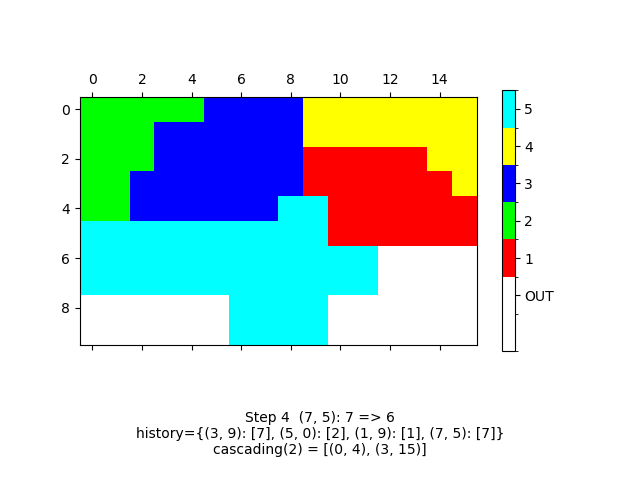 0 2 4 6 8 10 12 14
0
2
4
6
8
5
4
3
2
1
OUT
Step 4  (7, 5): 7 => 6
history={(3, 9): [7], (5, 0): [2], (1, 9): [1], (7, 5): [7]}
cascading(2) = [(0, 4), (3, 15)]